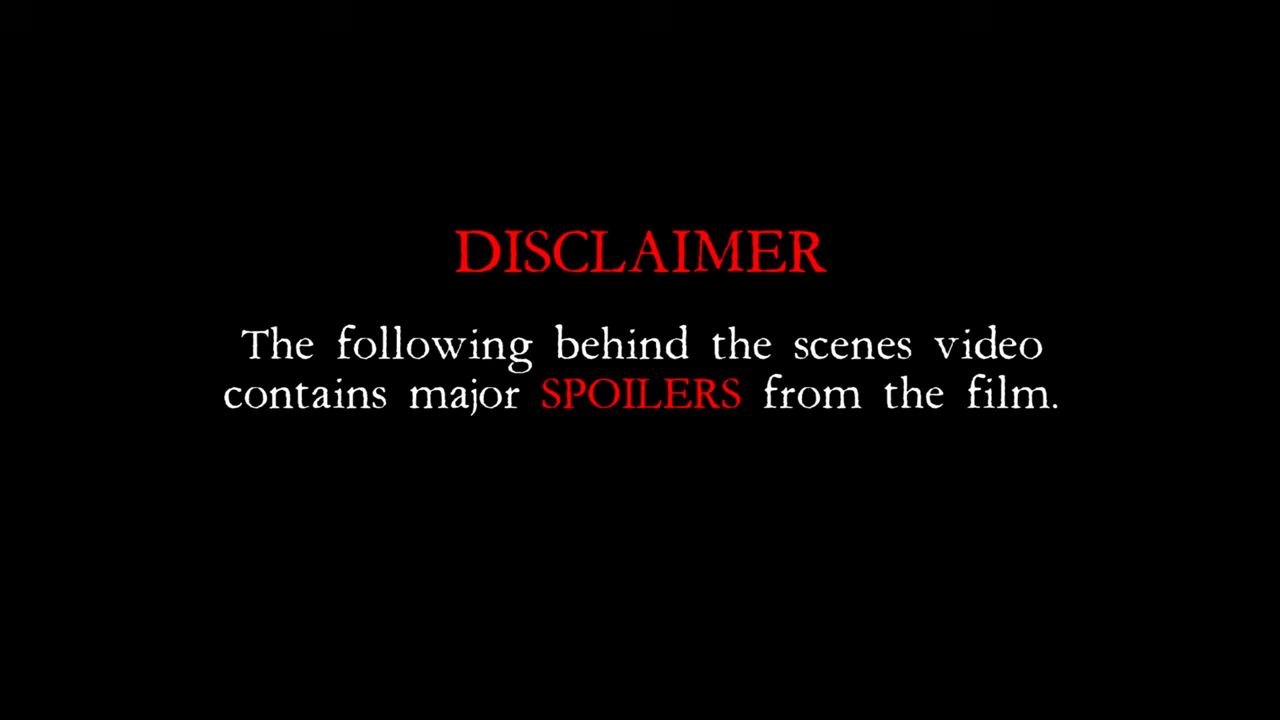 DISCLAIMER
The following behind the scenes video
contains major SPOILERS from the film.